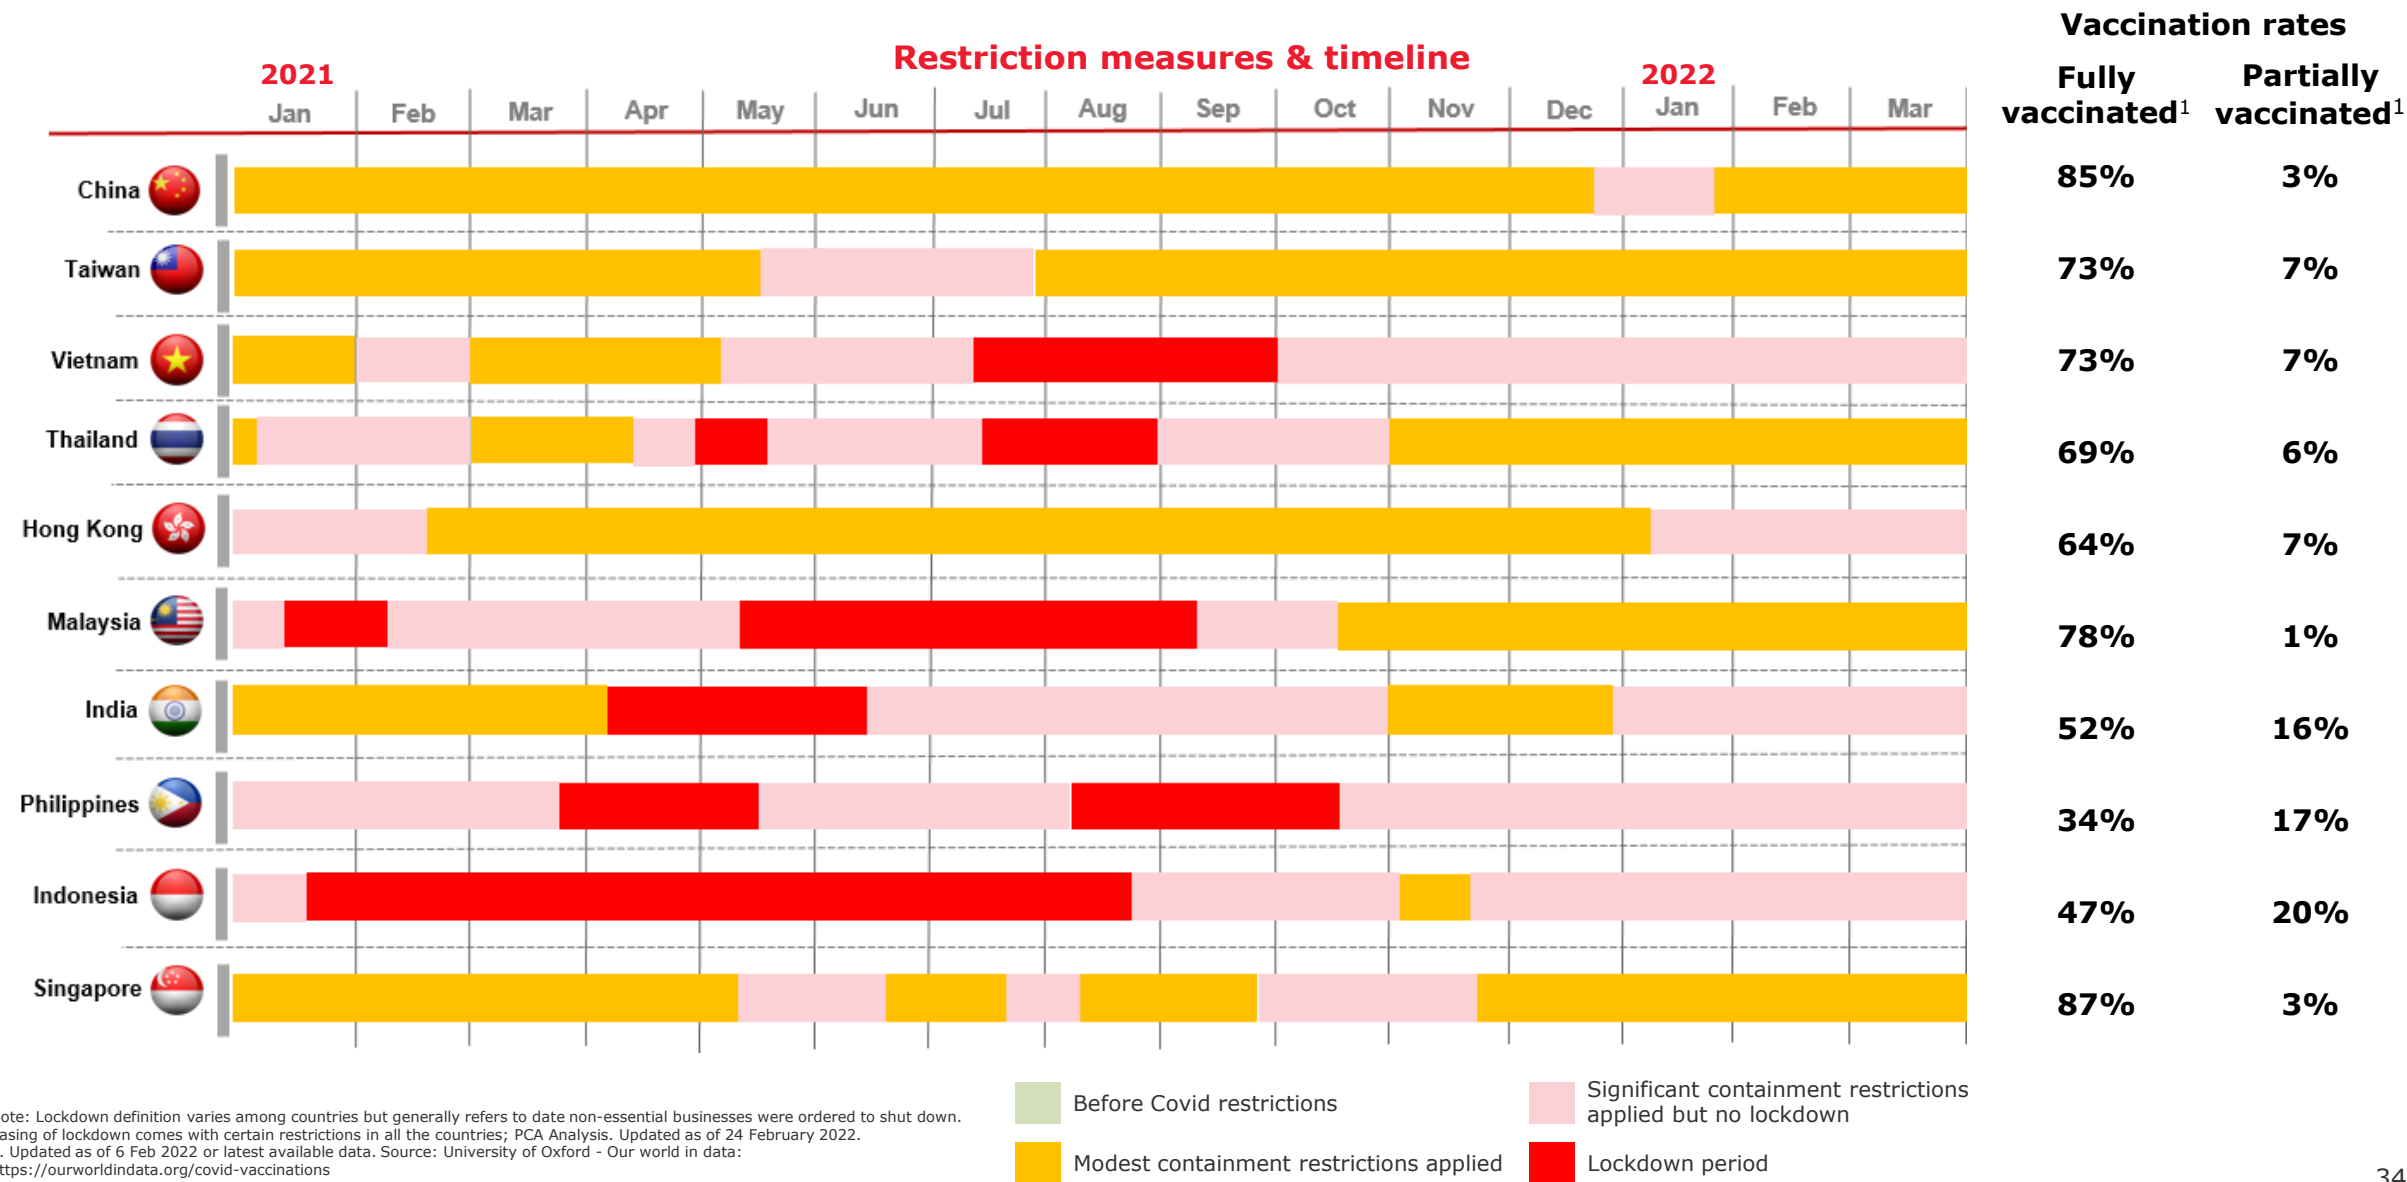 Vaccination rates
Restriction measures & timeline
2021
2022
Fully vaccinated1
Partially vaccinated1
Jan Feb Mar Apr May Jun Jul Aug Sep Oct Nov Dec Jan Feb Mar
China 85% 3%
Taiwan 73% 7%
Vietnam 73% 7%
Thailand 69% 6%
Hong Kong 64% 7%
Malaysia 78% 1%
India 52% 16%
Philippines 34% 17%
Indonesia 47% 20%
Singapore 87% 3%
Before Covid restrictions
Significant containment restrictions
applied but no lockdown
Modest containment restrictions applied
Lockdown period
ote: Lockdown definition varies among countries but generally refers to date non-essential businesses were ordered to shut down.
asing of lockdown comes with certain restrictions in all the countries; PCA Analysis. Updated as of 24 February 2022.
. Updated as of 6 Feb 2022 or latest available data. Source: University of Oxford - Our world in data:
ttps://ourworldindata.org/covid-vaccinations
34